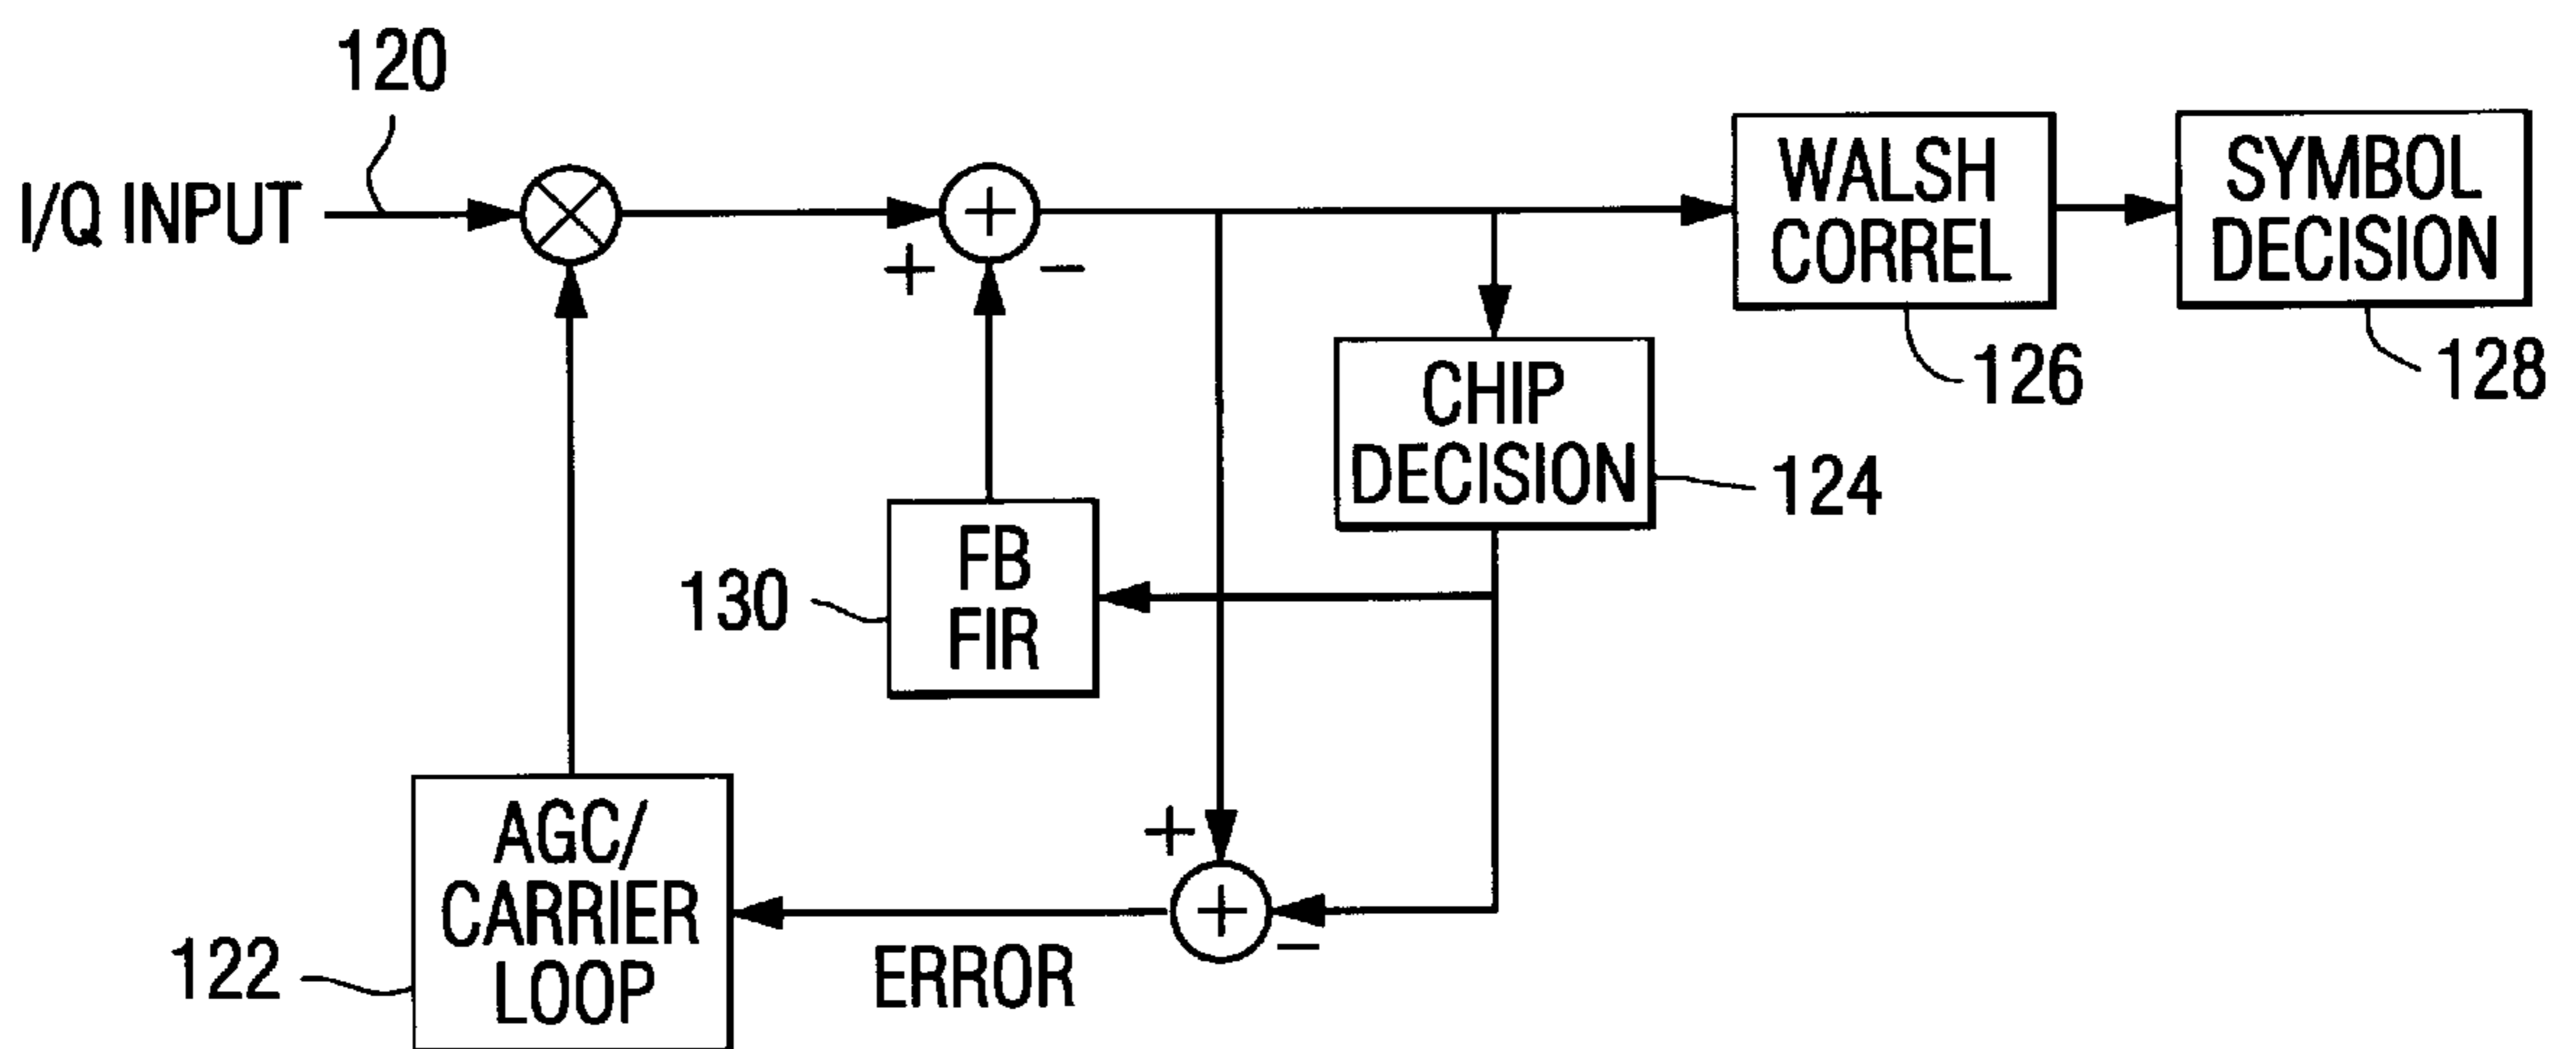 120
I/Q INPUT
+
+
−
WALSH
CORREL
126
SYMBOL
DECISION
128
CHIP
DECISION
124
FB
FIR
130
+
+
−
ERROR
AGC/
CARRIER
LOOP
122